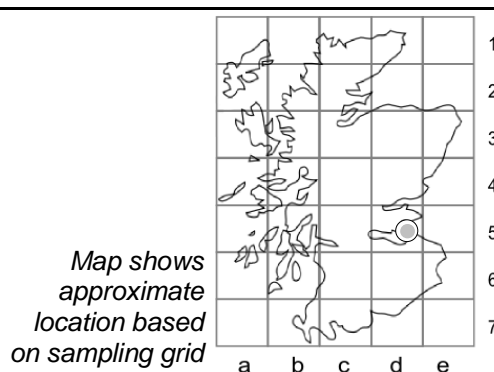 1
2
3
4
5
6
7
Map shows
approximate
location based
on sampling grid
a b c d e